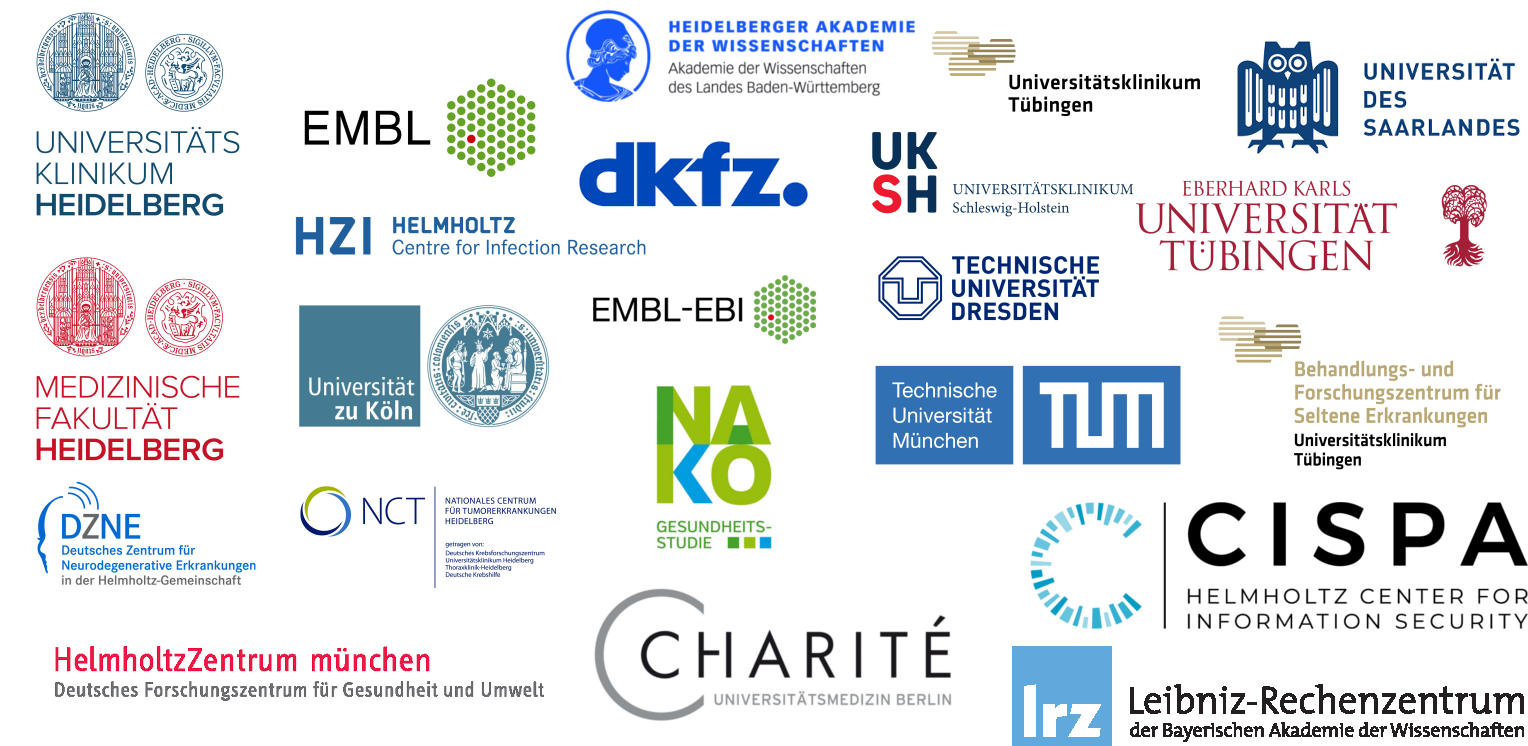 UNIVERSITÄTS
KLINIKUM
HEIDELBERG
EMBL
HEIDELBERGER AKADEMIE
DER WISSENSCHAFTEN
Akademie der Wissenschaften
des Landes Baden-Württemberg
Universitätsklinikum
Tübingen
UNIVERSITÄT
DES
SAARLANDES
dkfz.
UK
SH
UNIVERSITÄTSKLINIKUM
Schleswig-Holstein
EBERHARD KARLS
UNIVERSITÄT
TÜBINGEN
HZI
HELMHOLTZ
Centre for Infection Research
MEDIZINISCHE
FAKULTÄT
HEIDELBERG
Universität
zu Köln
EMBL-EBI
TECHNISCHE
UNIVERSITÄT
DRESDEN
Technische
Universität
München
TUM
Behandlungs- und
Forschungszentrum für
Seltene Erkrankungen
Universitätsklinikum
Tübingen
NA
KO
GESUNDHEITS-
STUDIE
DZNE
Deutsches Zentrum für
Neurodegenerative Erkrankungen
in der Helmholtz-Gemeinschaft
NCT
NATIONALES CENTRUM
FÜR TUMORERKRANKUNGEN
HEIDELBERG
getragen von:
Deutsches Krebsforschungszentrum
Universitätsklinikum Heidelberg
Thoraxklinik-Heidelberg
Deutsche Krebshilfe
CISPA
HELMHOLTZ CENTER FOR
INFORMATION SECURITY
HelmholtzZentrum münchen
Deutsches Forschungszentrum für Gesundheit und Umwelt
CHARITÉ
UNIVERSITÄTSMEDIZIN BERLIN
lrz
Leibniz-Rechenzentrum
der Bayerischen Akademie der Wissenschaften